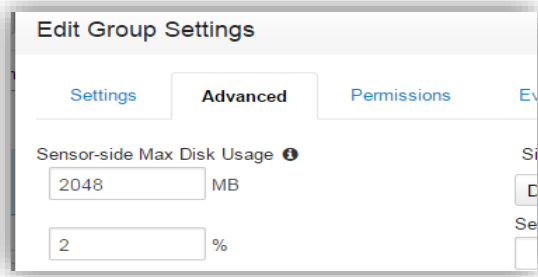 Edit Group Settings
Settings Advanced Permissions
Sensor-side Max Disk Usage
2048 MB
2 %